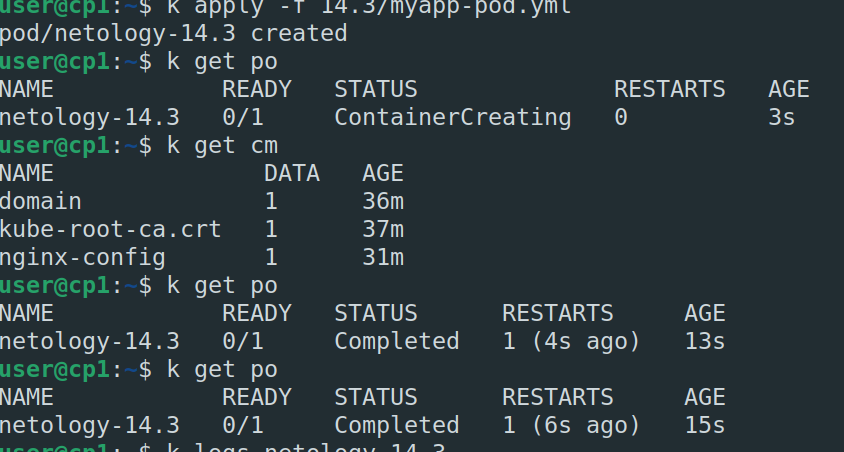 user@cp1:~$ k apply -f 14.3/myapp-pod.yml
pod/netology-14.3 created
user@cp1:~$ k get po
NAME            READY   STATUS              RESTARTS   AGE
netology-14.3   0/1     ContainerCreating   0          3s
user@cp1:~$ k get cm
NAME               DATA   AGE
domain             1      36m
kube-root-ca.crt   1      37m
nginx-config       1      31m
user@cp1:~$ k get po
NAME            READY   STATUS      RESTARTS     AGE
netology-14.3   0/1     Completed   1 (4s ago)   13s
user@cp1:~$ k get po
NAME            READY   STATUS      RESTARTS     AGE
netology-14.3   0/1     Completed   1 (6s ago)   15s
user@cp1:~$ k logs netology-14.3